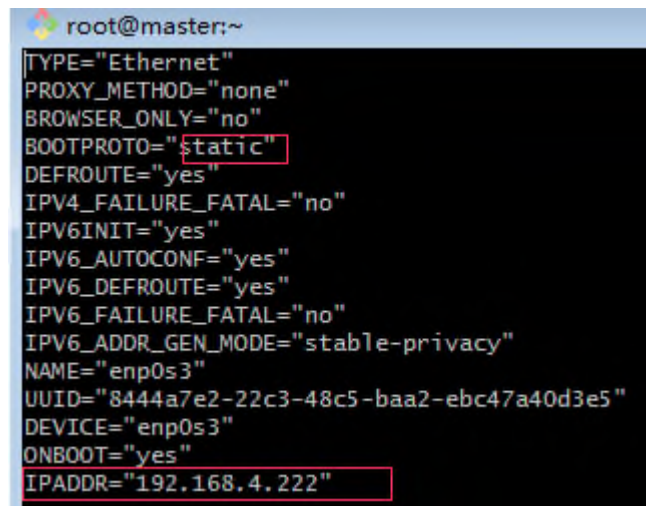 root@master:~
TYPE="Ethernet"
PROXY_METHOD="none"
BROWSER_ONLY="no"
BOOTPROTO="static"
DEFROUTE="yes"
IPV4_FAILURE_FATAL="no"
IPV6INIT="yes"
IPV6_AUTOCONF="yes"
IPV6_DEFROUTE="yes"
IPV6_FAILURE_FATAL="no"
IPV6_ADDR_GEN_MODE="stable-privacy"
NAME="enp0s3"
UUID="8444a7e2-22c3-48c5-baa2-ebc47a40d3e5"
DEVICE="enp0s3"
ONBOOT="yes"
IPADDR="192.168.4.222"